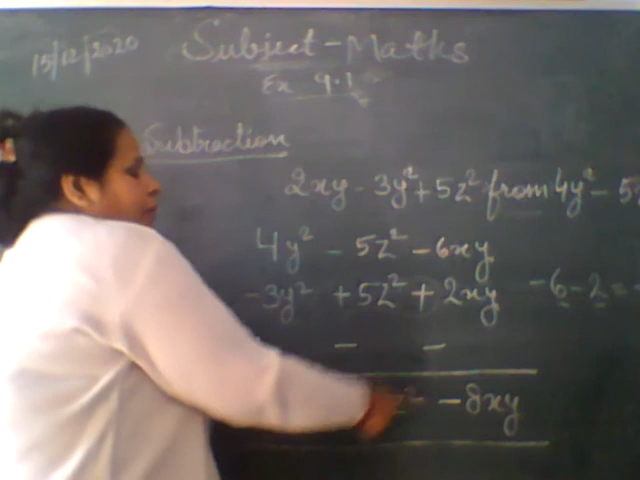 15/12/2020
Subject-Maths
Ex 9.1
Subtraction
2xy - 3y² + 5z² from 4y² - 5z
4y² - 5z² - 6xy
-3y² + 5z² + 2xy -6-2=-
- -
- 8xy